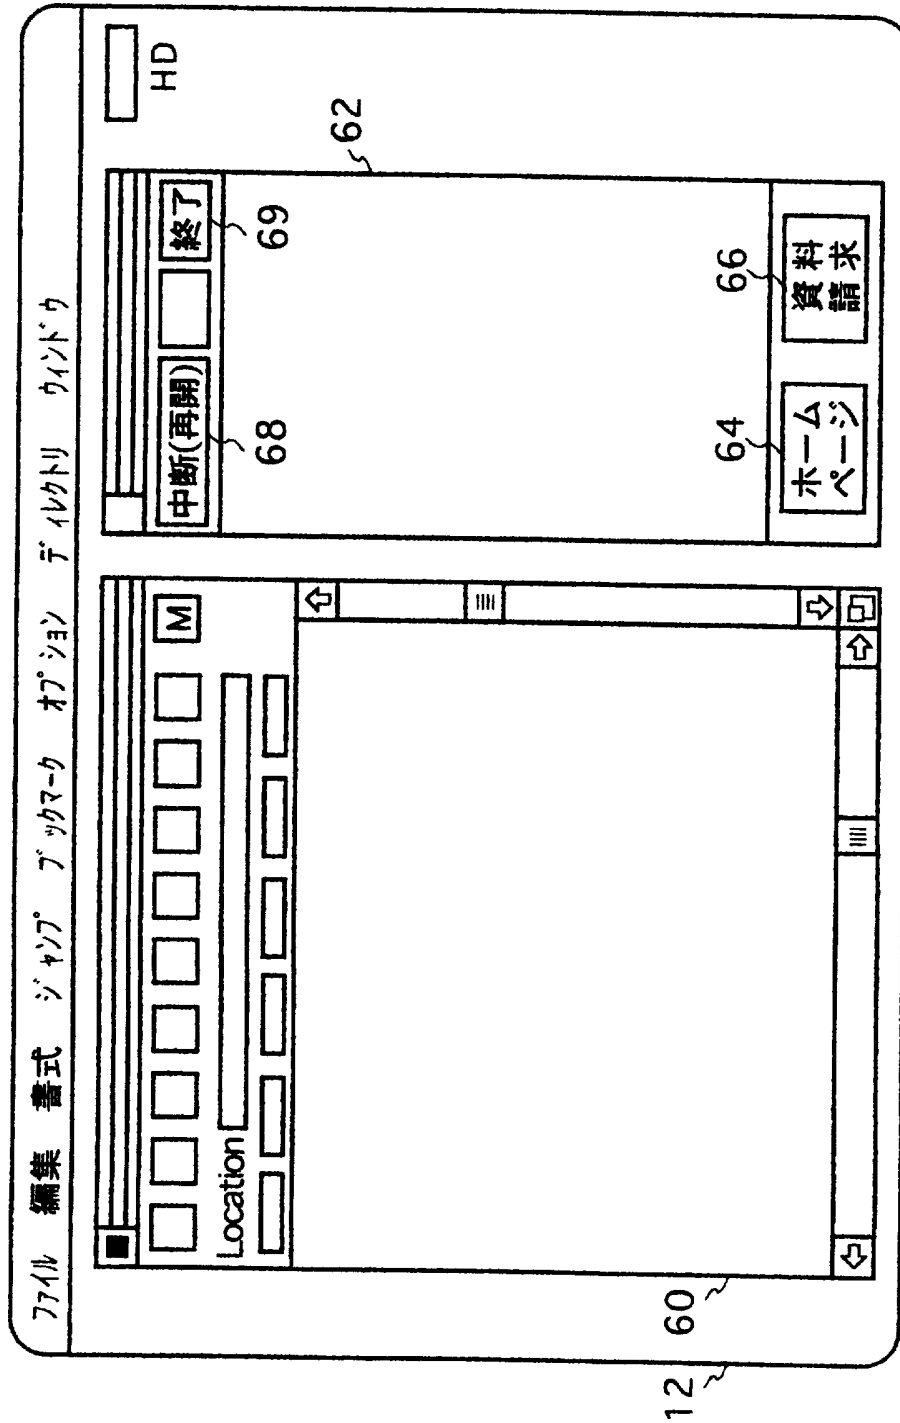 ファイル 編集 書式 ジャンプ ブックマーク オプション ディレクトリ ウィンドウ
HD
M
Location
中断(再開)
終了
68
69
62
64
66
ホーム
ページ
資料
請求
60
12